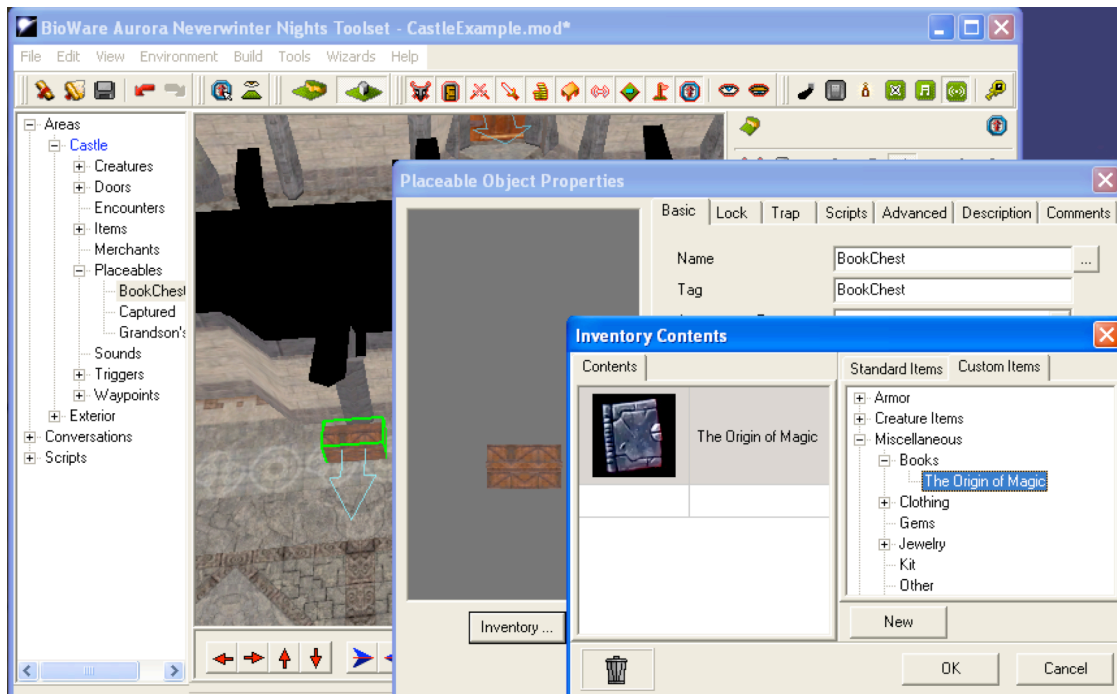 BioWare Aurora Neverwinter Nights Toolset - CastleExample.mod*
File Edit View Environment Build Tools Wizards Help
Areas
Castle
Creatures
Doors
Encounters
Items
Merchants
Placeables
BookChest
Captured
Grandson's
Sounds
Triggers
Waypoints
Exterior
Conversations
Scripts
Placeable Object Properties
Basic Lock Trap Scripts Advanced Description Comments
Name BookChest ...
Tag BookChest
Inventory ...
Inventory Contents
Contents
The Origin of Magic
Standard Items Custom Items
Armor
Creature Items
Miscellaneous
Books
The Origin of Magic
Clothing
Gems
Jewelry
Kit
Other
New
OK Cancel